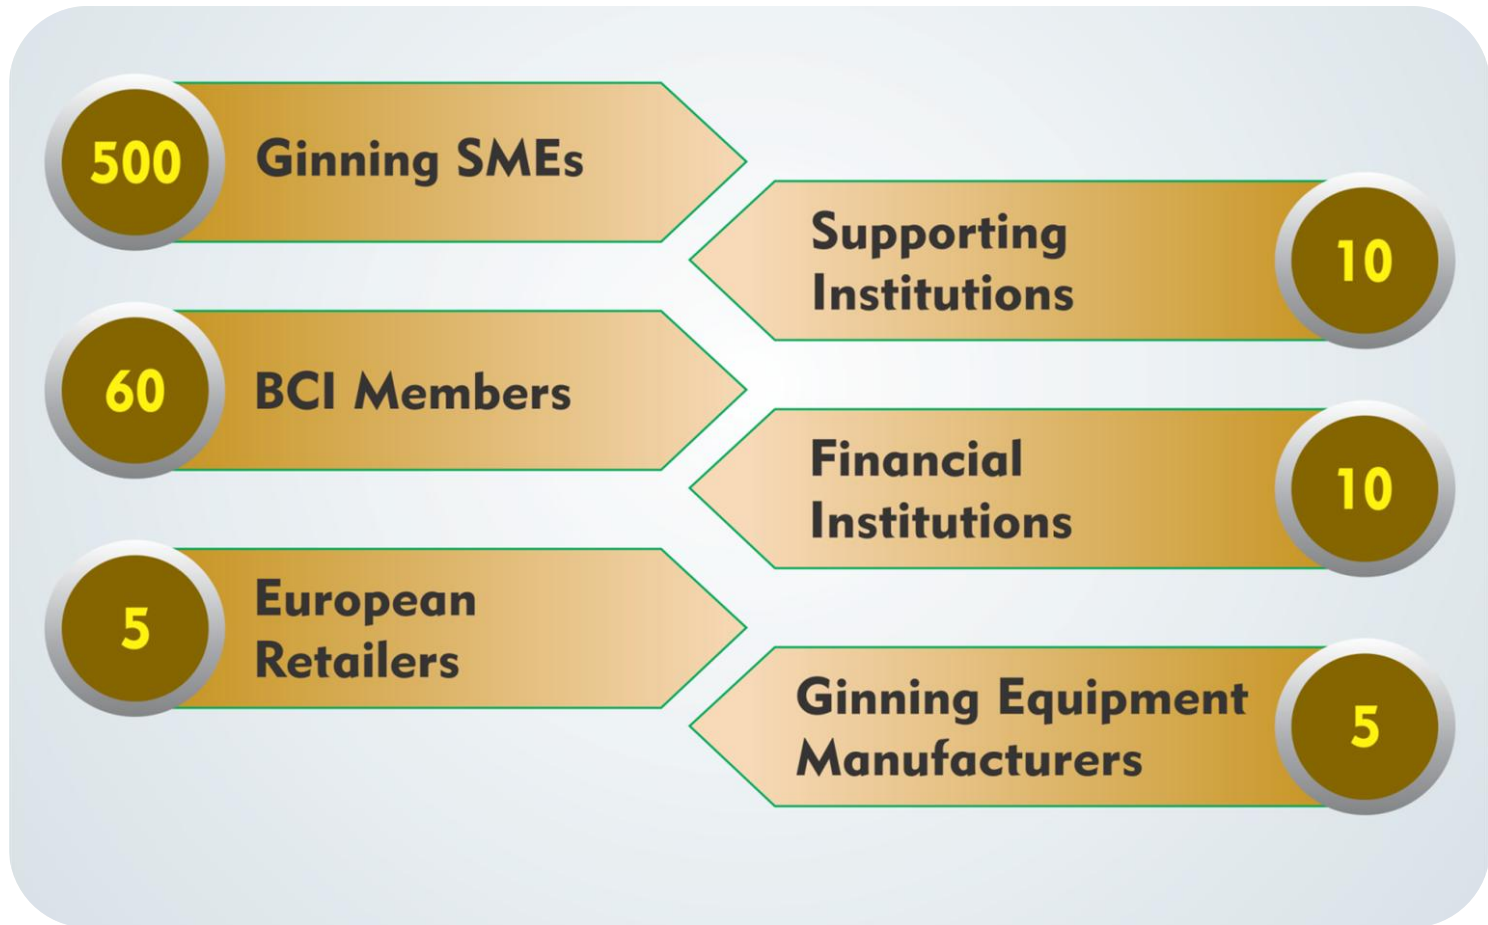 500
Ginning SMEs
Supporting
Institutions
10
60
BCI Members
Financial
Institutions
10
5
European
Retailers
Ginning Equipment
Manufacturers
5